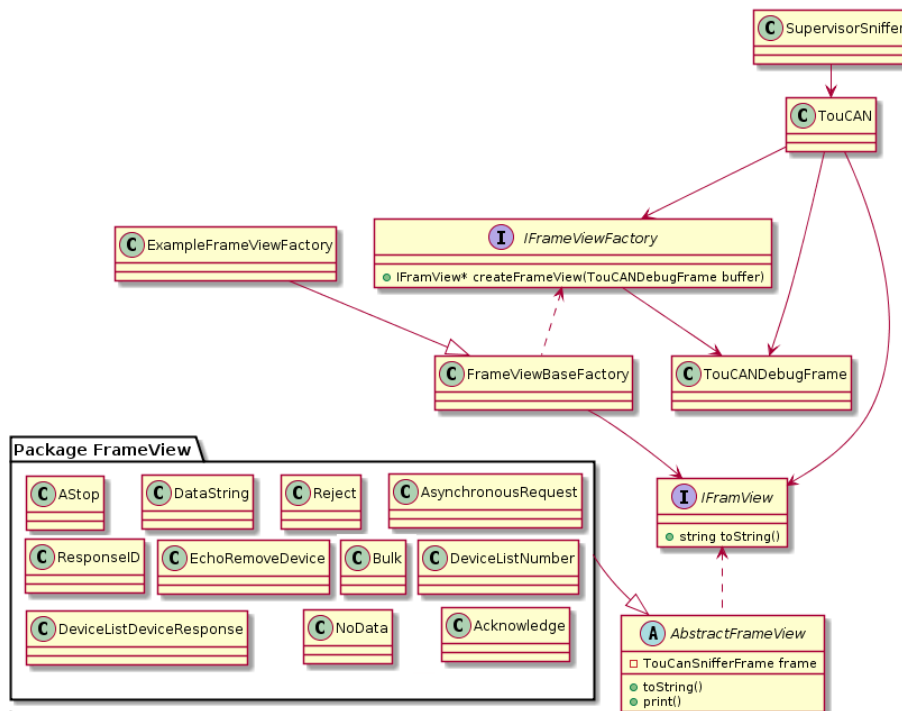 C SupervisorSniffer
C TouCAN
C ExampleFrameViewFactory
I IFrameViewFactory
IFramView* createFrameView(TouCANDebugFrame buffer)
C FrameViewBaseFactory
C TouCANDebugFrame
Package FrameView
C AStop
C DataString
C Reject
C AsynchronousRequest
I IFramView
string toString()
C ResponseID
C EchoRemoveDevice
C Bulk
C DeviceListNumber
C DeviceListDeviceResponse
C NoData
C Acknowledge
A AbstractFrameView
TouCanSnifferFrame frame
toString()
print()